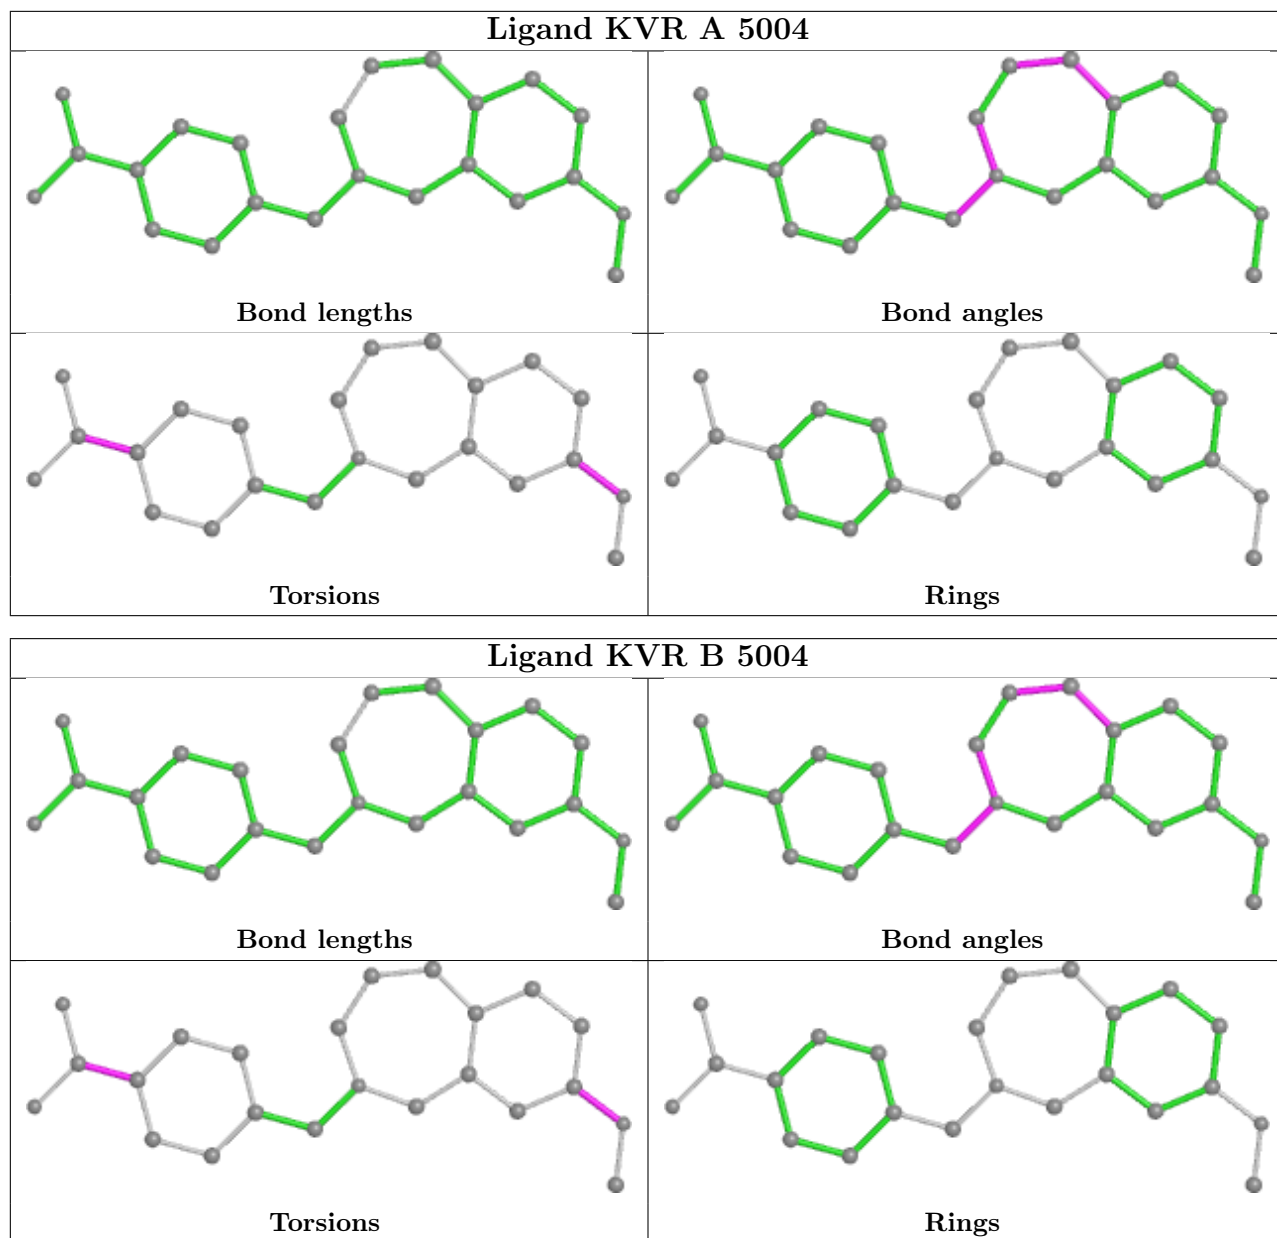 Ligand KVR A 5004
Bond lengths
Bond angles
Torsions
Rings
Ligand KVR B 5004
Bond lengths
Bond angles
Torsions
Rings